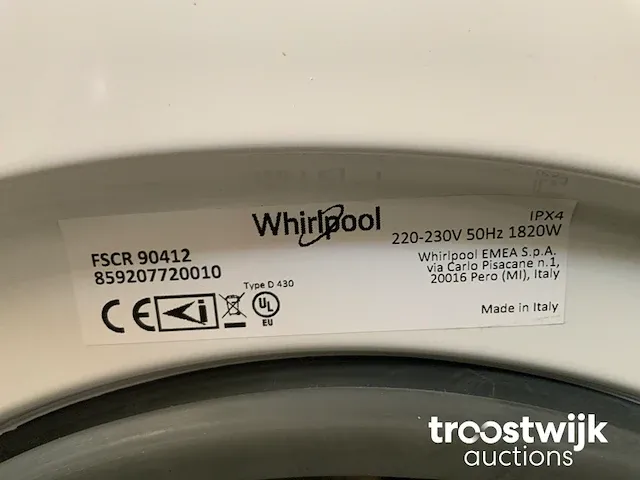 Whirlpool
IPX4
220-230V 50Hz 1820W
Whirlpool EMEA S.p.A.
via Carlo Pisacane n.1,
20016 Pero (MI), Italy
Made in Italy
FSCR 90412
859207720010
Type D 430
CE
UL
EU
troostwijk
auctions